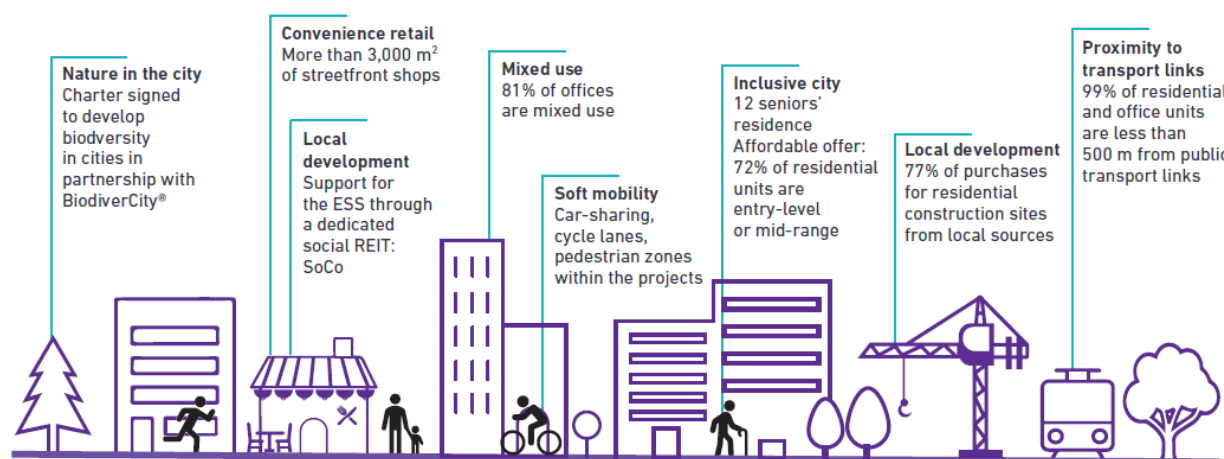 Nature in the city
Charter signed
to develop
biodversity
in cities in
partnership with
BiodiverCity®
Convenience retail
More than 3,000 m²
of streetfront shops
Local
development
Support for
the ESS through
a dedicated
social REIT:
SoCo
Mixed use
81% of offices
are mixed use
Soft mobility
Car-sharing,
cycle lanes,
pedestrian zones
within the projects
Inclusive city
12 seniors'
residence
Affordable offer:
72% of residential
units are
entry-level
or mid-range
Local development
77% of purchases
for residential
construction sites
from local sources
Proximity to
transport links
99% of residential
and office units
are less than
500 m from public
transport links